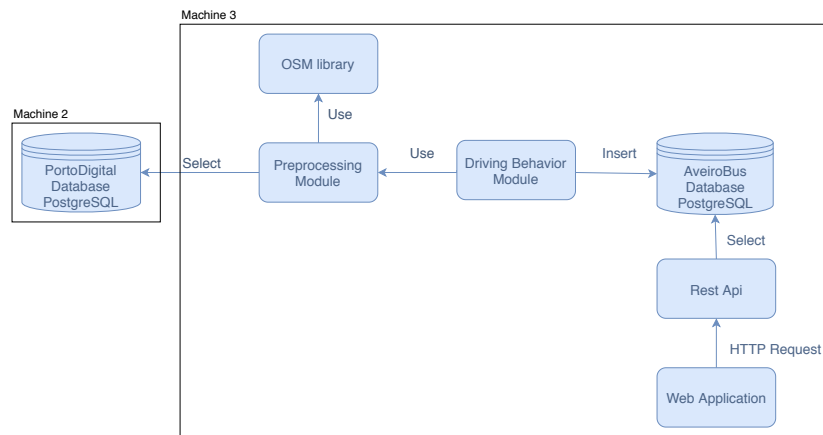 Machine 3
OSM library
Machine 2
Use
PortoDigital
Database
PostgreSQL
Select
Preprocessing
Module
Use
Driving Behavior
Module
Insert
AveiroBus
Database
PostgreSQL
Select
Rest Api
HTTP Request
Web Application